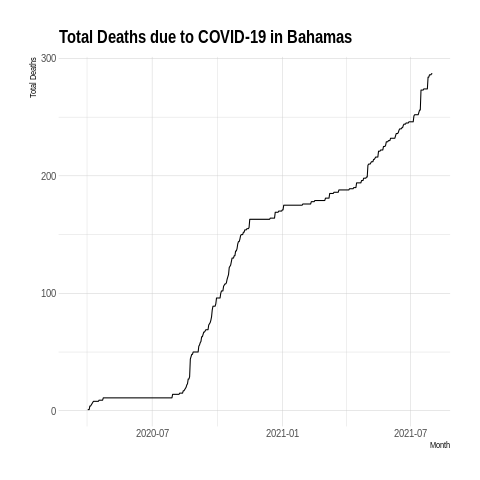 Total Deaths due to COVID-19 in Bahamas
Total Deaths
300
200
100
0
2020-07
2021-01
2021-07
Month